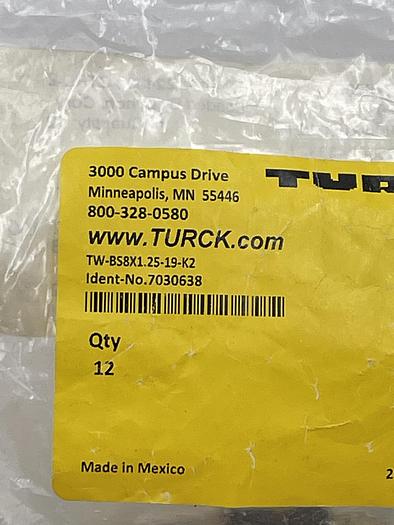 3000 Campus Drive
Minneapolis, MN 55446
800-328-0580
www.TURCK.com
TW-BS8X1.25-19-K2
Ident-No.7030638
Qty
12
Made in Mexico
2